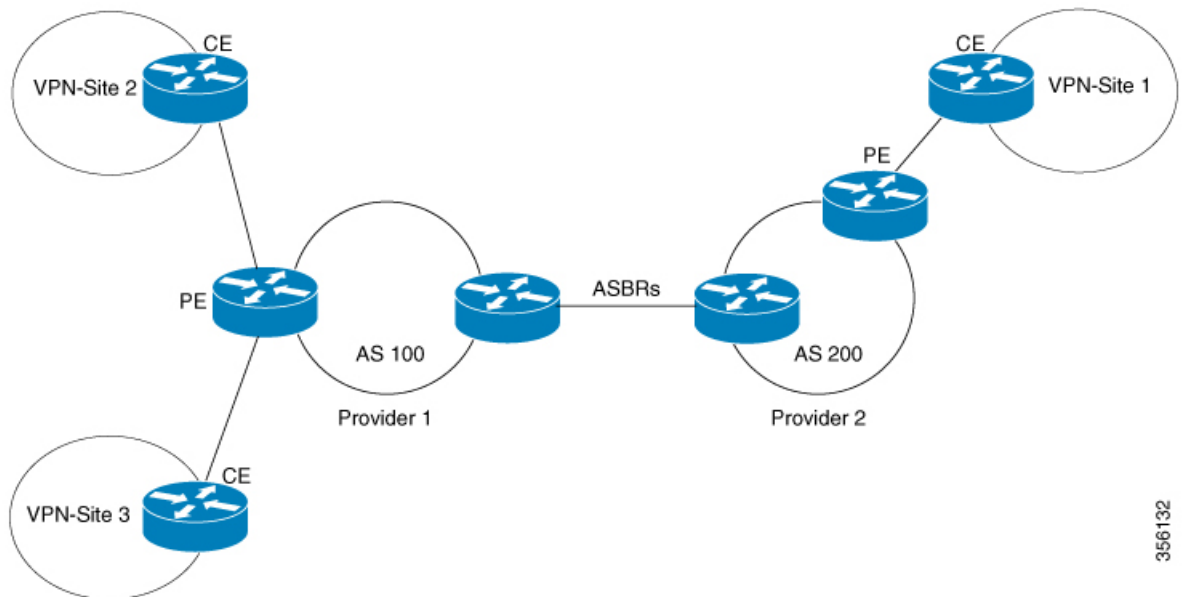 CE
VPN-Site 2
CE
VPN-Site 1
PE
PE
ASBRs
AS 100
AS 200
Provider 1
Provider 2
CE
VPN-Site 3
356132